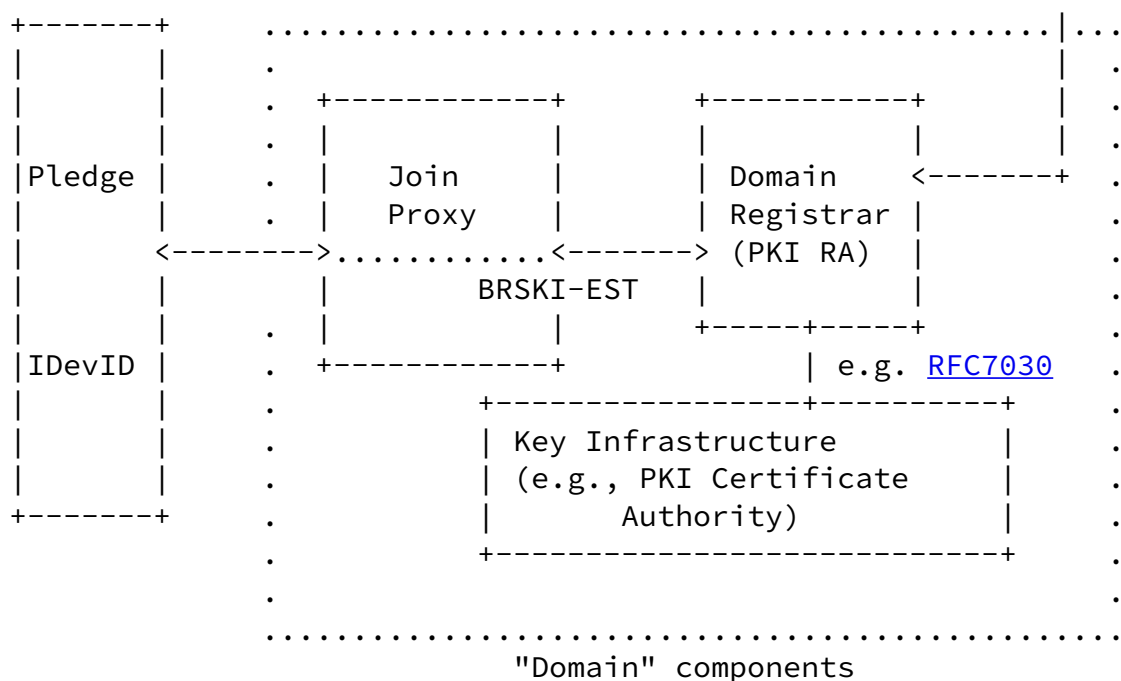 Pledge Join Domain
Proxy Registrar
(PKI RA)
BRSKI-EST
IDevID e.g. RFC7030
Key Infrastructure
(e.g., PKI Certificate
Authority)
"Domain" components